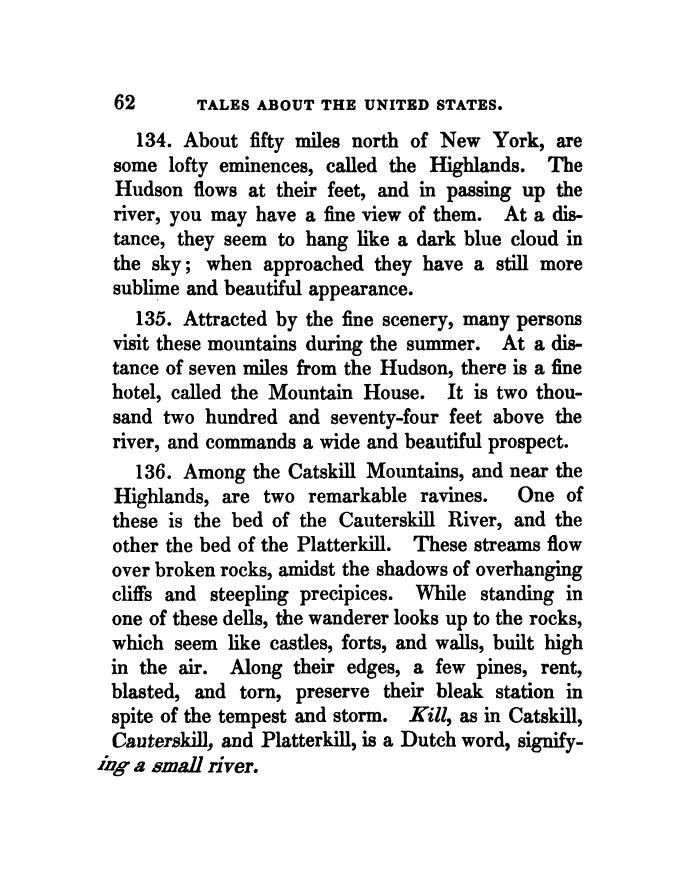 62 TALES ABOUT THE UNITED STATES.
134. About fifty miles north of New York, are
some lofty eminences, called the Highlands. The
Hudson flows at their feet, and in passing up the
river, you may have a fine view of them. At a dis-
tance, they seem to hang like a dark blue cloud in
the sky; when approached they have a still more
sublime and beautiful appearance.
135. Attracted by the fine scenery, many persons
visit these mountains during the summer. At a dis-
tance of seven miles from the Hudson, there is a fine
hotel, called the Mountain House. It is two thou-
sand two hundred and seventy-four feet above the
river, and commands a wide and beautiful prospect.
136. Among the Catskill Mountains, and near the
Highlands, are two remarkable ravines. One of
these is the bed of the Cauterskill River, and the
other the bed of the Platterkill. These streams flow
over broken rocks, amidst the shadows of overhanging
cliffs and steepling precipices. While standing in
one of these dells, the wanderer looks up to the rocks,
which seem like castles, forts, and walls, built high
in the air. Along their edges, a few pines, rent,
blasted, and torn, preserve their bleak station in
spite of the tempest and storm. Kill, as in Catskill,
Cauterskill, and Platterkill, is a Dutch word, signify-
ing a small river.